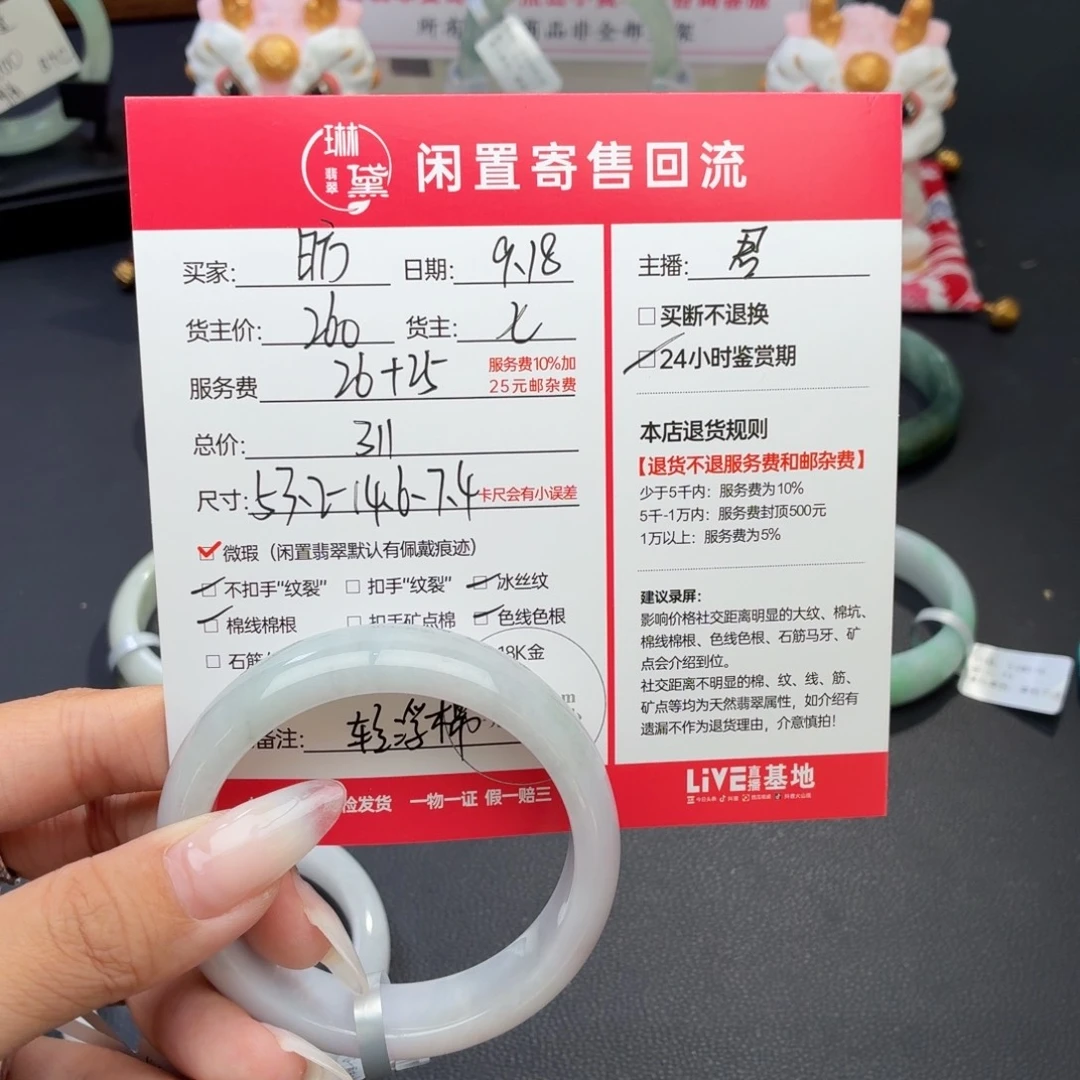 琳黛
翡翠
闲置寄售回流
买家: 昉 日期: 9.18
货主价: 260 货主: 七
服务费 26+25 服务费10%加
25元邮杂费
总价: 311
尺寸: 53.2-14.6-7.4 卡尺会有小误差
微瑕（闲置翡翠默认有佩戴痕迹）
不扣手"纹裂" 扣手"纹裂" 冰丝纹
棉线棉根 扣手矿点棉 色线色根
石筋 18K金
备注: 轻浮棉
检发货 一物一证 假一赔三
主播: 君
买断不退换
24小时鉴赏期
本店退货规则
【退货不退服务费和邮杂费】
少于5千内：服务费为10%
5千-1万内：服务费封顶500元
1万以上：服务费为5%
建议录屏:
影响价格社交距离明显的大纹、棉坑、
棉线棉根、色线色根、石筋马牙、矿
点会介绍到位。
社交距离不明显的棉、纹、线、筋、
矿点等均为天然翡翠属性，如介绍有
遗漏不作为退货理由，介意慎拍！
LiVE直播基地